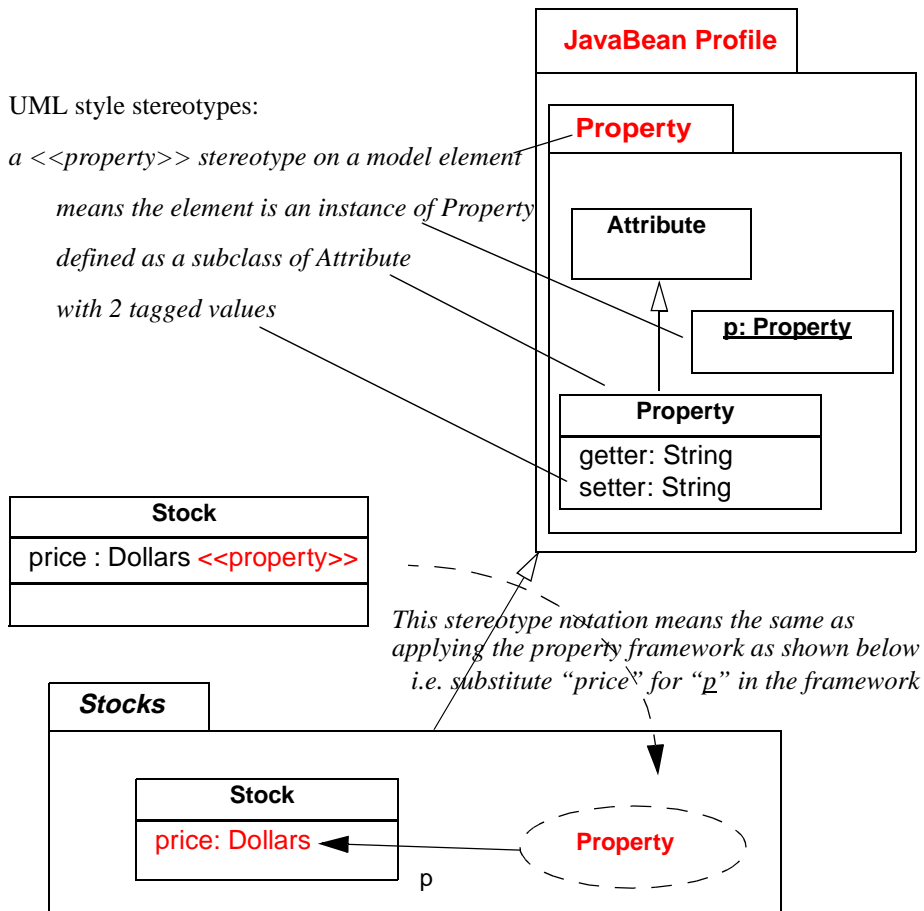 JavaBean Profile
UML style stereotypes:
Property
a <<property>> stereotype on a model element
means the element is an instance of Property
defined as a subclass of Attribute
with 2 tagged values
Attribute
p: Property
Property
getter: String
setter: String
Stock
price : Dollars <<property>>
This stereotype notation means the same as
applying the property framework as shown below
i.e. substitute “price” for “p” in the framework
Stocks
Stock
price: Dollars
Property
p